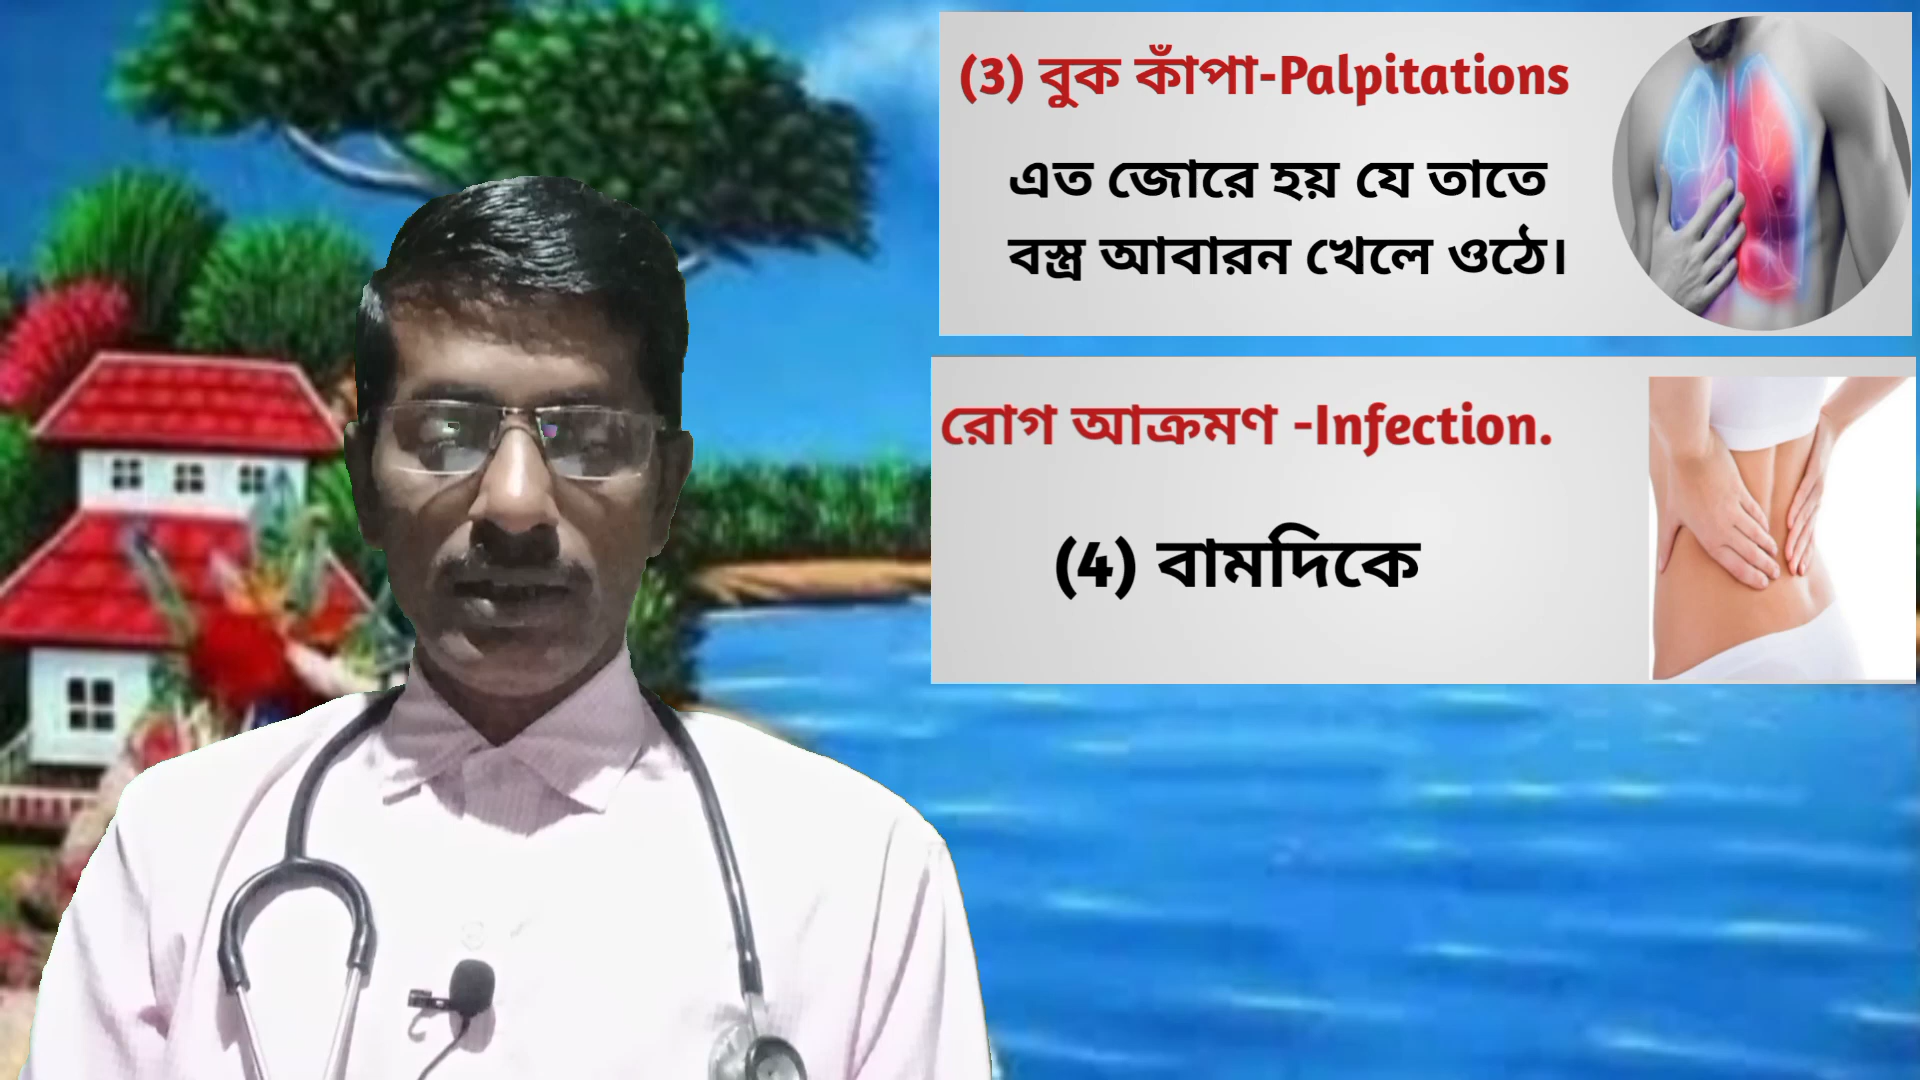 (3) বুক কাঁপা-Palpitations
এত জোরে হয় যে তাতে
বস্ত্র আবারন খেলে ওঠে।
রোগ আক্রমণ -Infection.
(4) বামদিকে